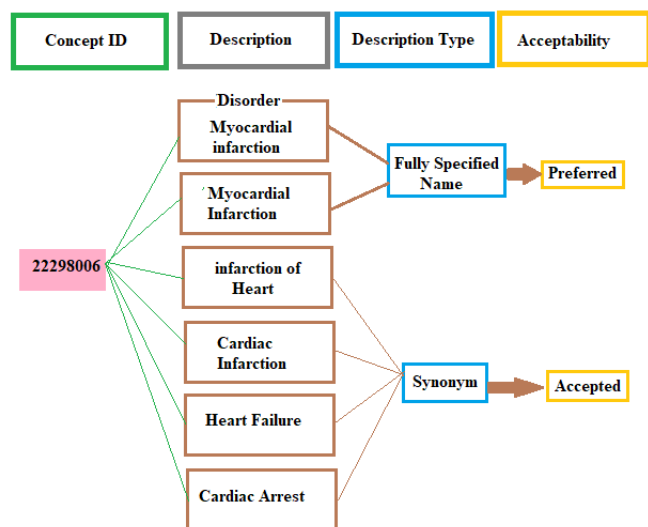 Concept ID
Description
Description Type
Acceptability
Disorder
Myocardial
infarction
Fully Specified
Name
Preferred
Myocardial
Infarction
22298006
infarction of
Heart
Cardiac
Infarction
Synonym
Accepted
Heart Failure
Cardiac Arrest